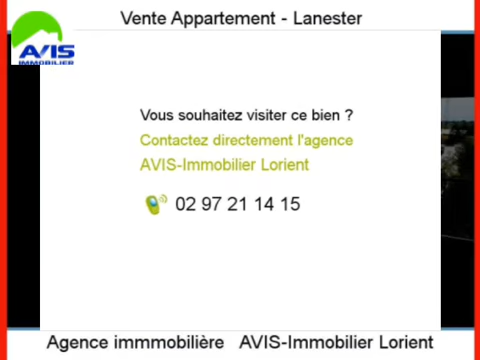 Vente Appartement - Lanester
AVIS
IMMOBILIER
Vous souhaitez visiter ce bien ?
Contactez directement l'agence
AVIS-Immobilier Lorient
02 97 21 14 15
Agence immmobilière AVIS-Immobilier Lorient